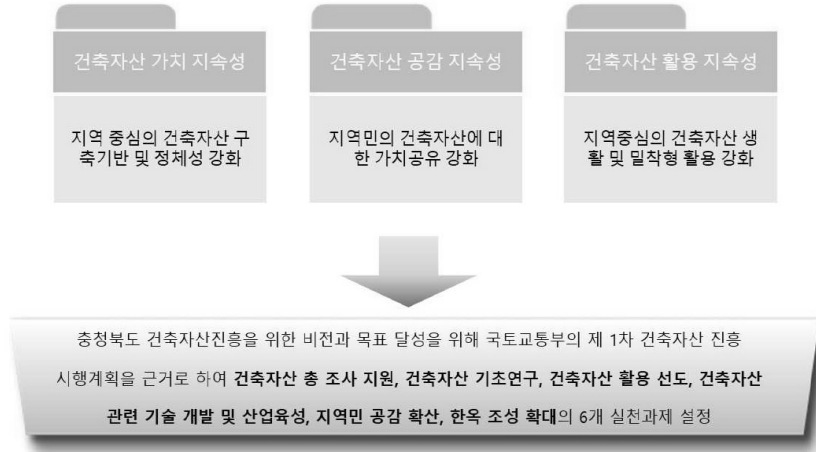 건축자산 가치 지속성
지역 중심의 건축자산 구
축기반 및 정체성 강화
건축자산 공감 지속성
지역민의 건축자산에 대
한 가치공유 강화
건축자산 활용 지속성
지역중심의 건축자산 생
활 및 밀착형 활용 강화
충청북도 건축자산진흥을 위한 비전과 목표 달성을 위해 국토교통부의 제 1차 건축자산 진흥
시행계획을 근거로 하여 건축자산 총 조사 지원, 건축자산 기초연구, 건축자산 활용 선도, 건축자산
관련 기술 개발 및 산업육성, 지역민 공감 확산, 한옥 조성 확대의 6개 실천과제 설정